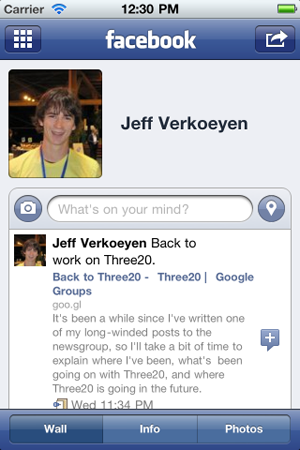 Carrier 12:30 PM
facebook
Jeff Verkoeyen
What's on your mind?
Jeff Verkoeyen Back to
work on Three20.
Back to Three20 - Three20 | Google
Groups
goo.gl
It's been a while since I've written one
of my long-winded posts to the
newsgroup, so I'll take a bit of time to
explain where I've been, what's been
going on with Three20, and where
Three20 is going in the future.
Wed 11:34 PM
Wall Info Photos